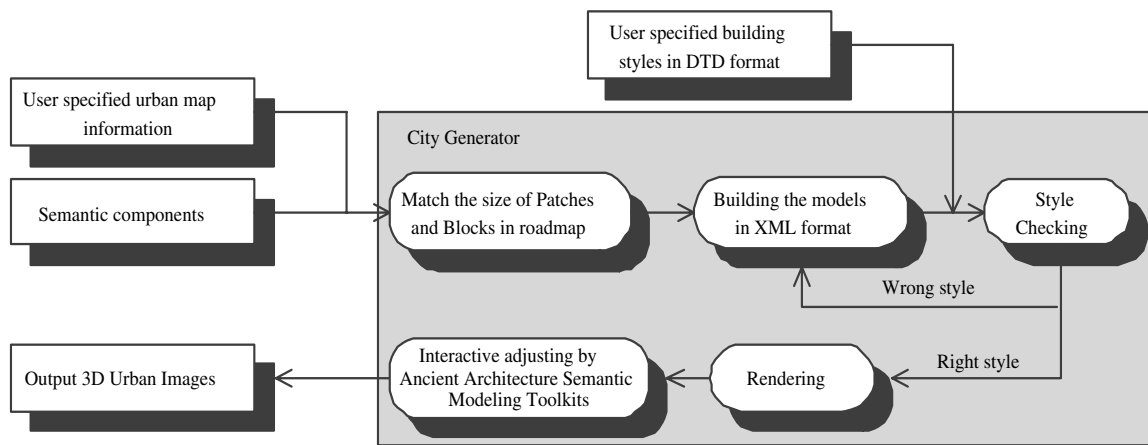 User specified building
styles in DTD format
User specified urban map
information
City Generator
Semantic components
Match the size of Patches
and Blocks in roadmap
Building the models
in XML format
Style
Checking
Wrong style
Right style
Output 3D Urban Images
Interactive adjusting by
Ancient Architecture Semantic
Modeling Toolkits
Rendering